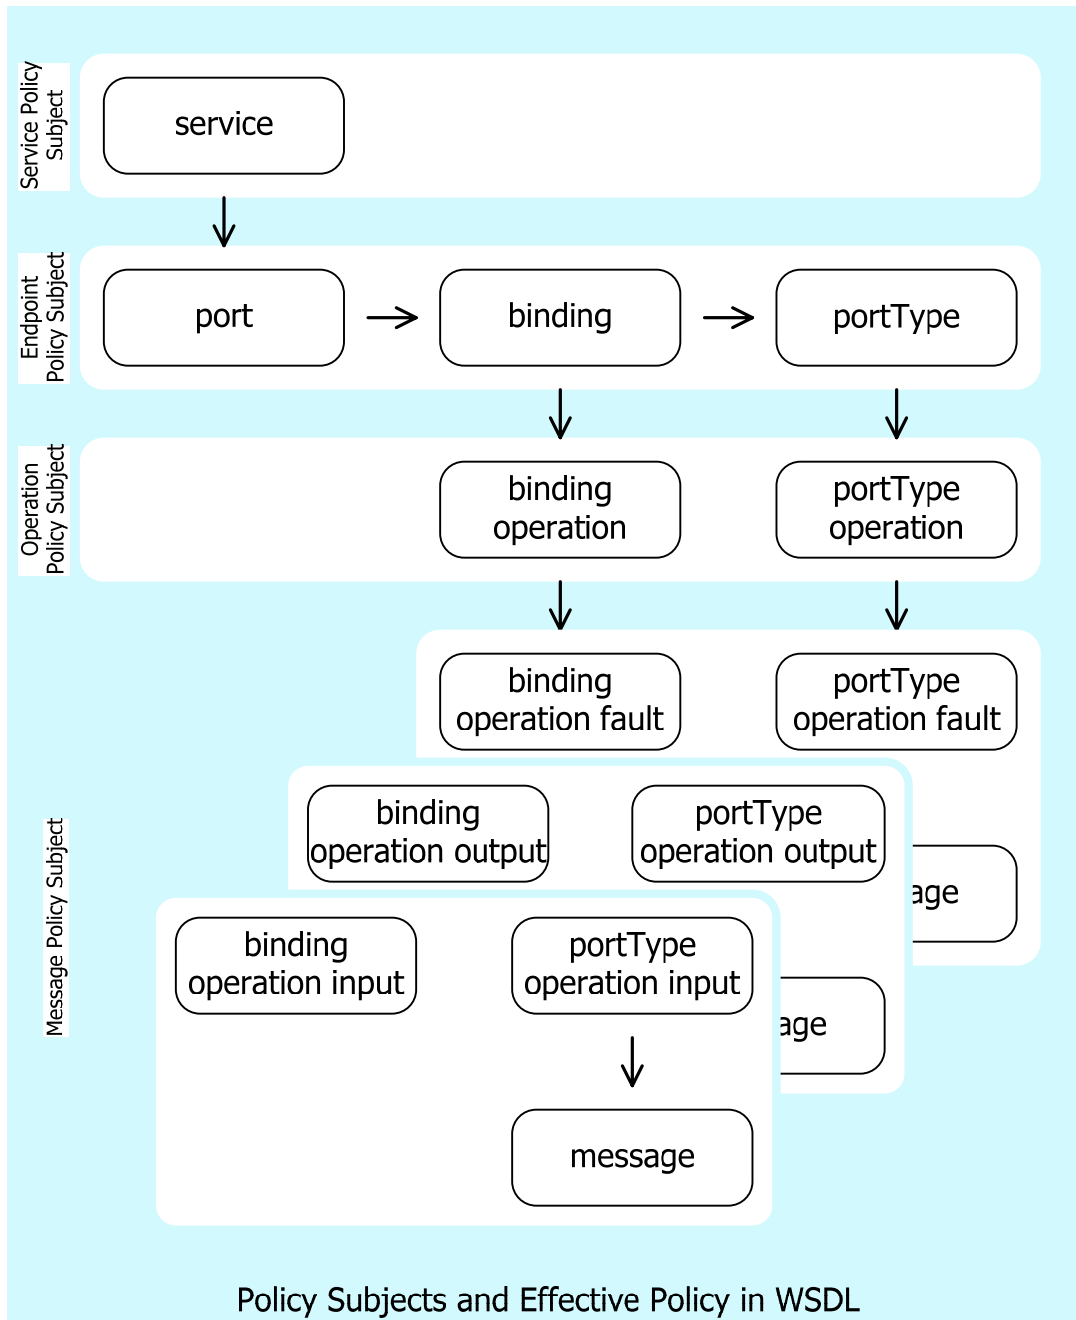 Service Policy
Subject
service
Endpoint
Policy Subject
port
binding
portType
Operation
Policy Subject
binding
operation
portType
operation
Message Policy Subject
binding
operation fault
portType
operation fault
binding
operation output
portType
operation output
age
binding
operation input
portType
operation input
age
message
Policy Subjects and Effective Policy in WSDL